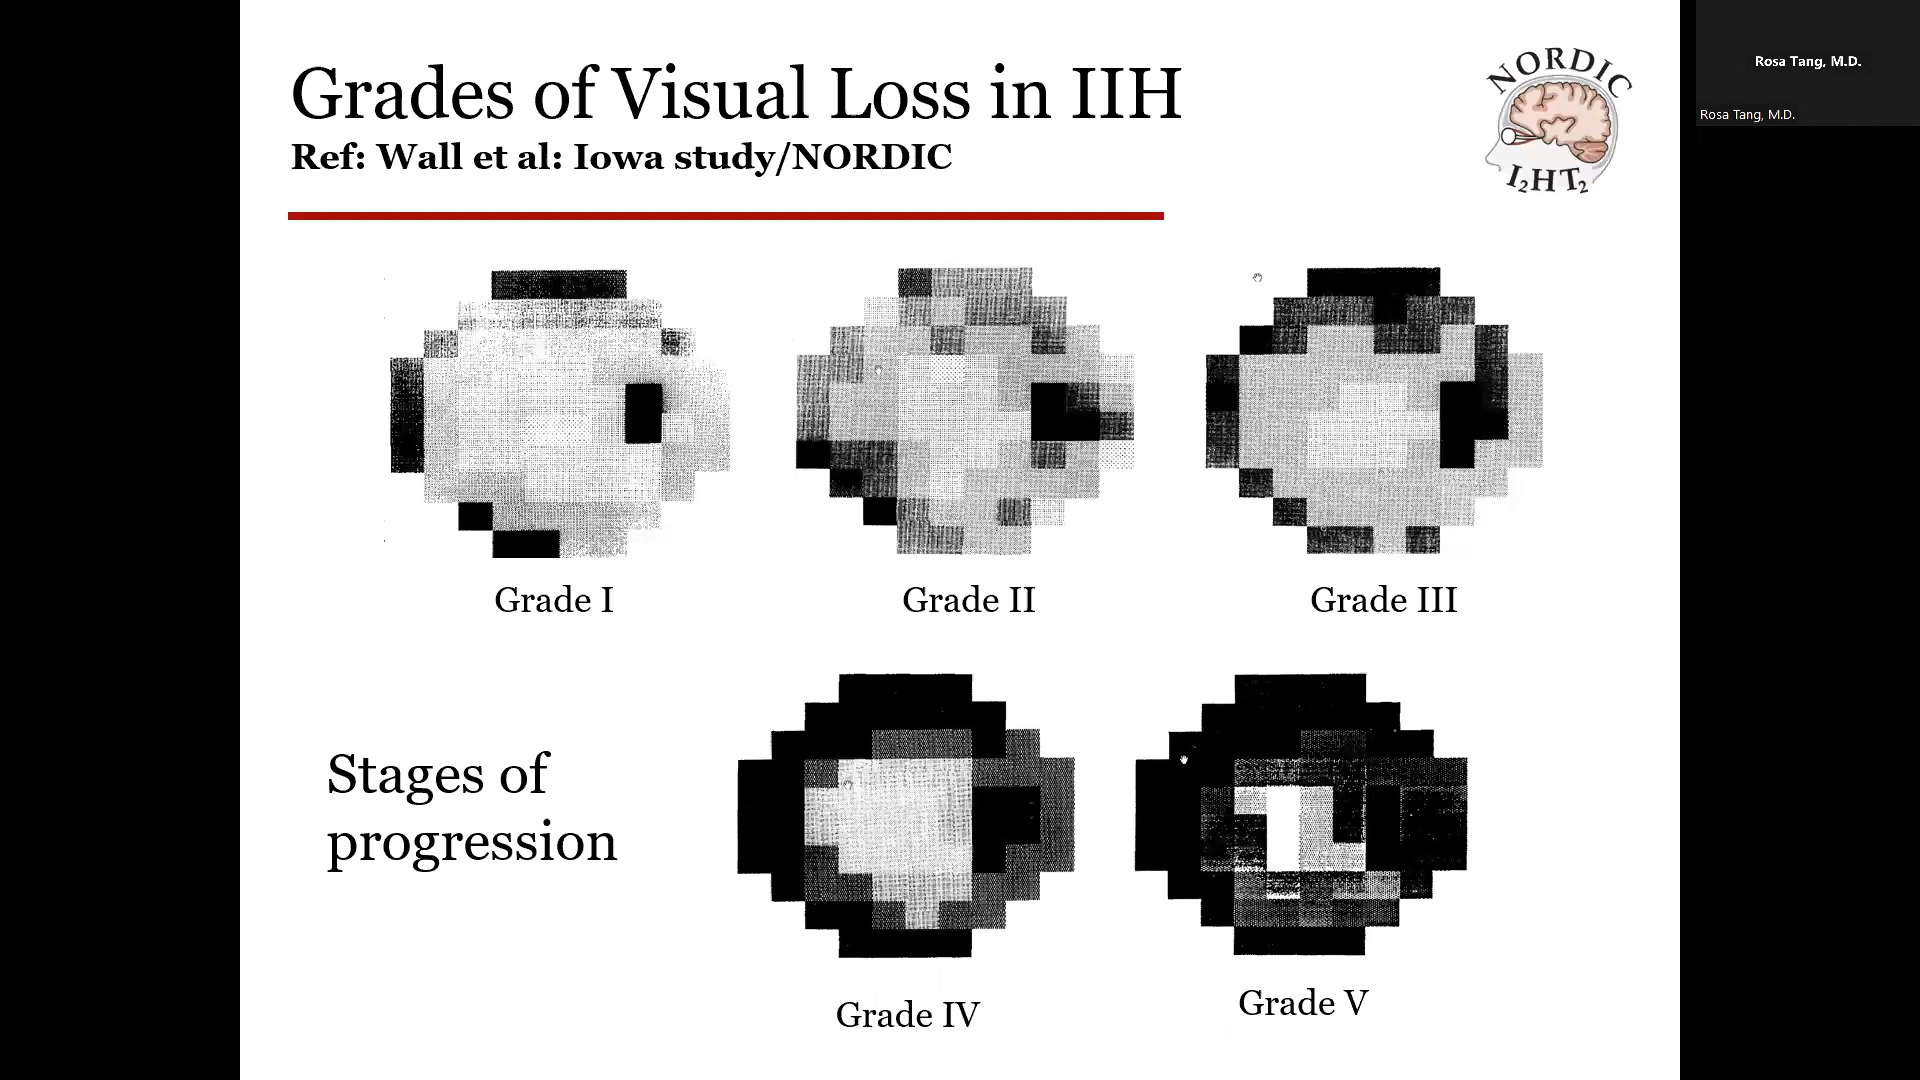 Grades of Visual Loss in IIH
Ref: Wall et al: Iowa study/NORDIC
NORDIC
I₂HT₂
Rosa Tang, M.D.
Rosa Tang, M.D.
Grade I
Grade II
Grade III
Stages of
progression
Grade IV
Grade V